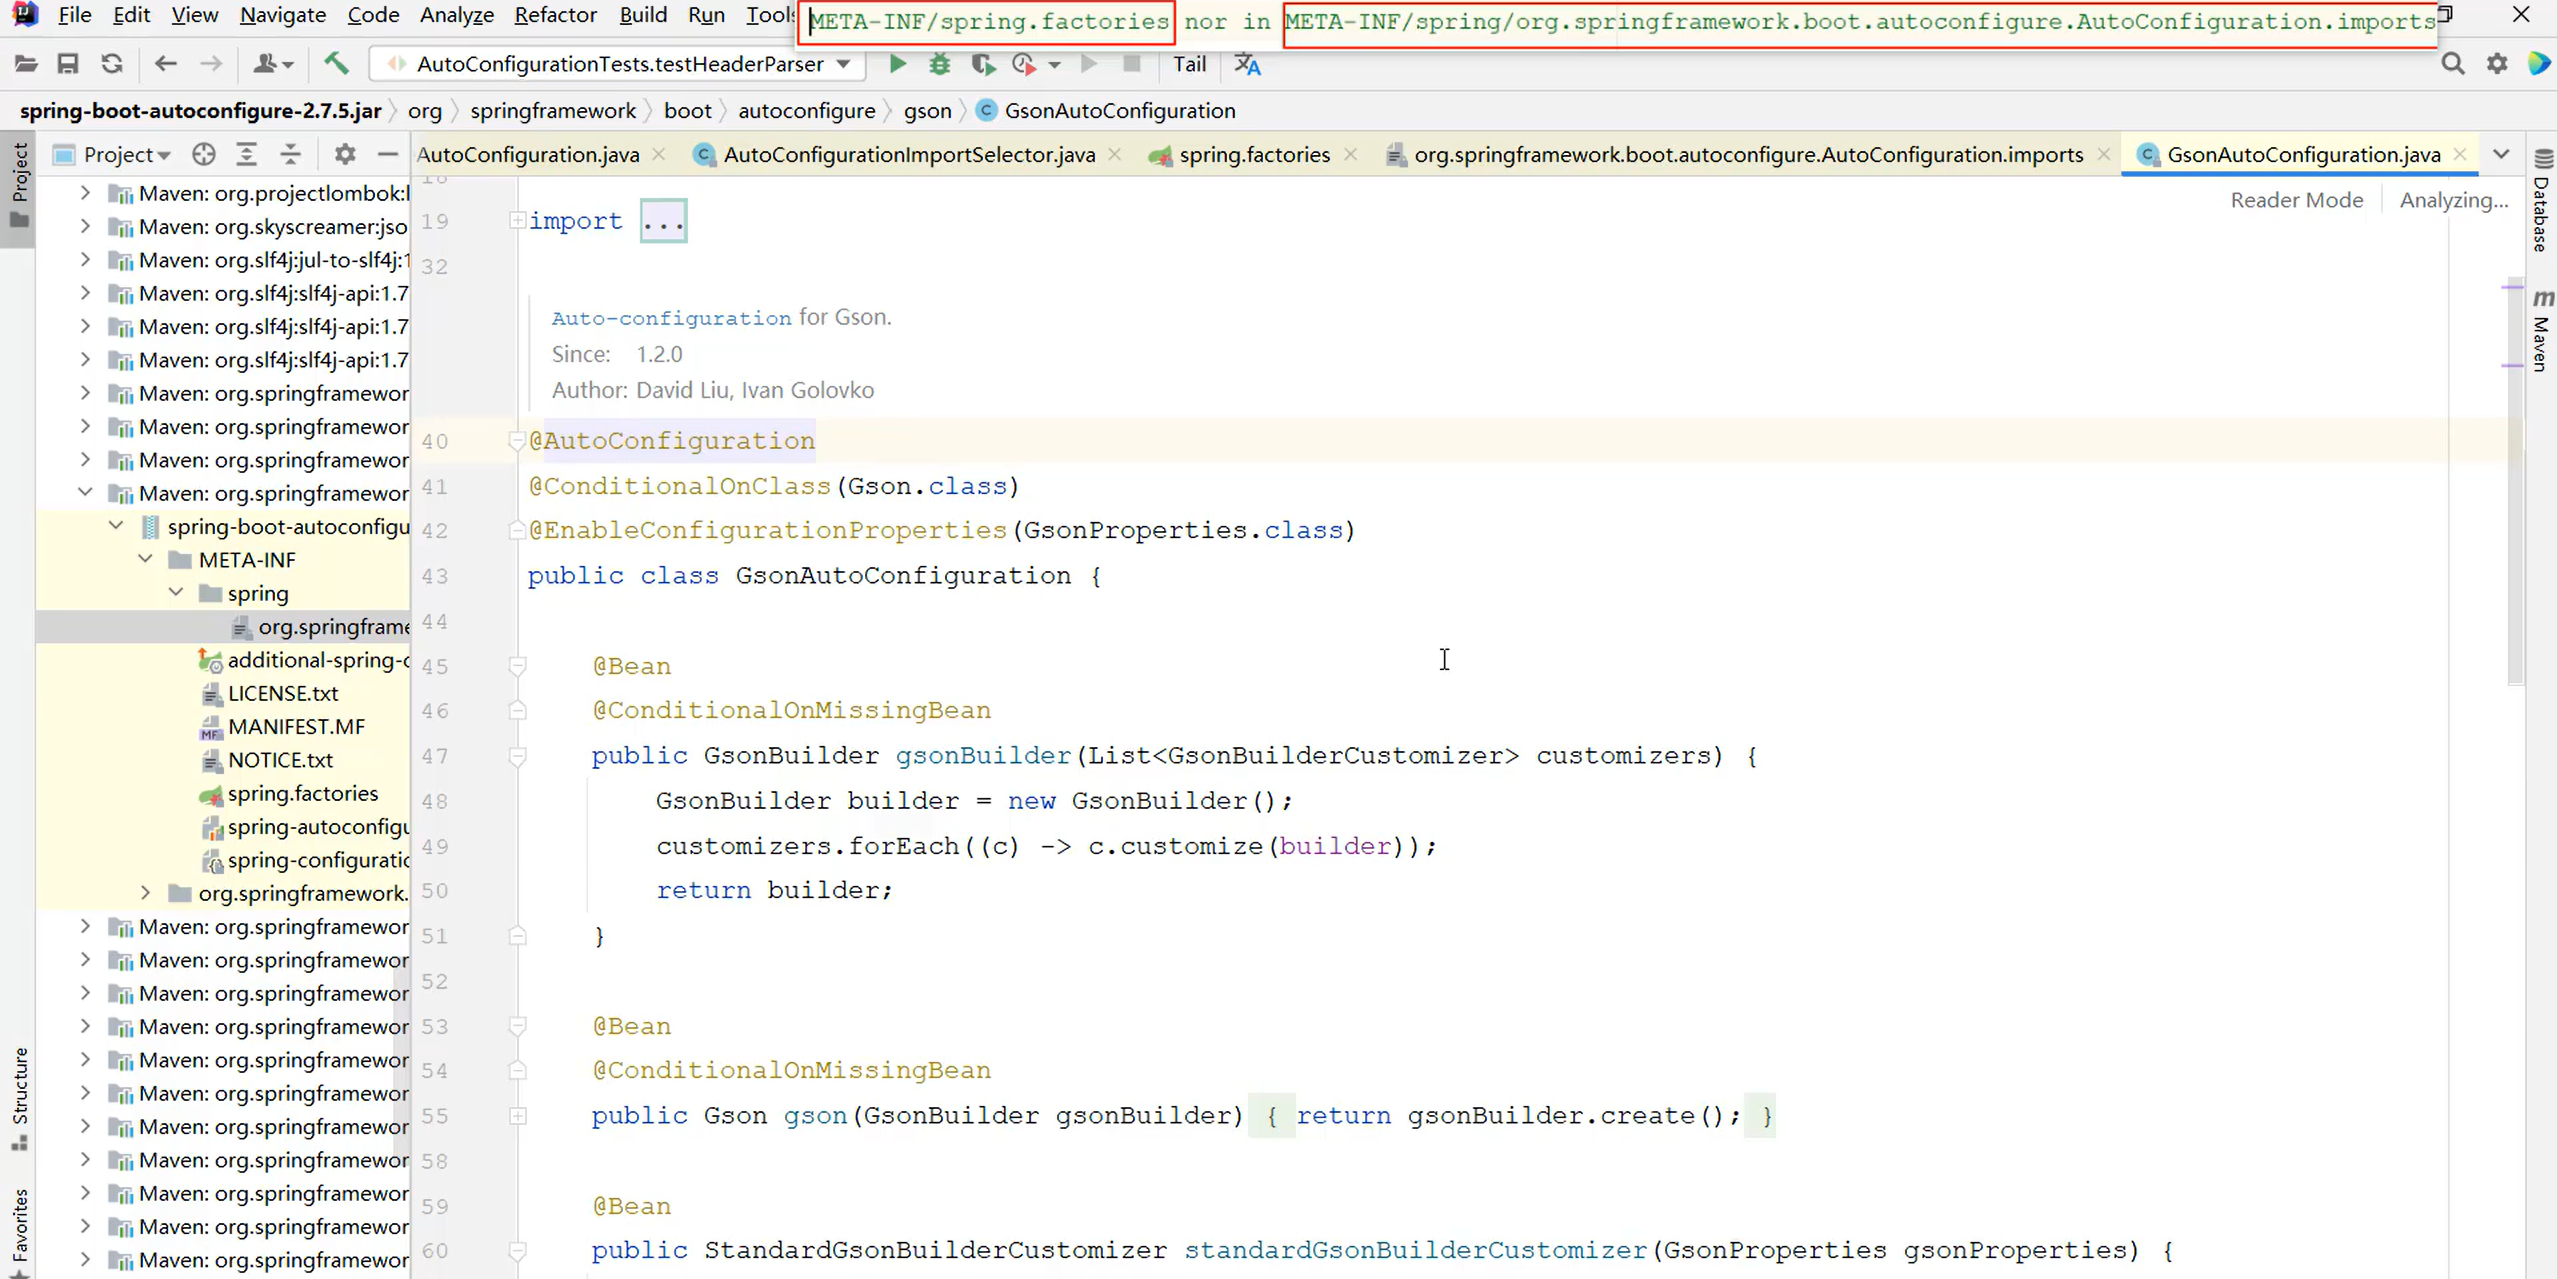 File Edit View Navigate Code Analyze Refactor Build Run Tools
META-INF/spring.factories nor in META-INF/spring/org.springframework.boot.autoconfigure.AutoConfiguration.imports
AutoConfigurationTests.testHeaderParser
Tail
spring-boot-autoconfigure-2.7.5.jar org springframework boot autoconfigure gson GsonAutoConfiguration
Project
AutoConfiguration.java AutoConfigurationImportSelector.java spring.factories org.springframework.boot.autoconfigure.AutoConfiguration.imports GsonAutoConfiguration.java
Reader Mode Analyzing...
Project
Structure
Favorites
Database
Maven
Maven: org.projectlombok:l
Maven: org.skyscreamer:jso
Maven: org.slf4j:jul-to-slf4j:1
Maven: org.slf4j:slf4j-api:1.7
Maven: org.slf4j:slf4j-api:1.7
Maven: org.slf4j:slf4j-api:1.7
Maven: org.springframewor
Maven: org.springframewor
Maven: org.springframewor
Maven: org.springframewor
spring-boot-autoconfigu
META-INF
spring
org.springframe
additional-spring-c
LICENSE.txt
MANIFEST.MF
NOTICE.txt
spring.factories
spring-autoconfigu
spring-configuratic
org.springframework.
Maven: org.springframewor
Maven: org.springframewor
Maven: org.springframewor
Maven: org.springframewor
Maven: org.springframewor
Maven: org.springframewor
Maven: org.springframewor
Maven: org.springframewor
Maven: org.springframewor
Maven: org.springframewor
Maven: org.springframewor
18
19 import ...
32
Auto-configuration for Gson.
Since: 1.2.0
Author: David Liu, Ivan Golovko
40 @AutoConfiguration
41 @ConditionalOnClass(Gson.class)
42 @EnableConfigurationProperties(GsonProperties.class)
43 public class GsonAutoConfiguration {
44
45 @Bean
46 @ConditionalOnMissingBean
47 public GsonBuilder gsonBuilder(List<GsonBuilderCustomizer> customizers) {
48 GsonBuilder builder = new GsonBuilder();
49 customizers.forEach((c) -> c.customize(builder));
50 return builder;
51 }
52
53 @Bean
54 @ConditionalOnMissingBean
55 public Gson gson(GsonBuilder gsonBuilder) { return gsonBuilder.create(); }
58
59 @Bean
60 public StandardGsonBuilderCustomizer standardGsonBuilderCustomizer(GsonProperties gsonProperties) {